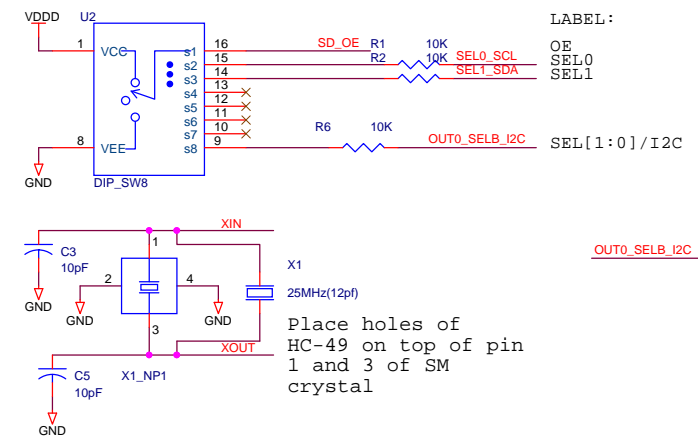 VDDD
U2
LABEL:
1
VCC
s1
16
SD_OE
R1
10K
OE
s2
15
R2
10K
SEL0_SCL
SEL0
s3
14
SEL1_SDA
SEL1
s4
13
s5
12
s6
11
s7
10
8
VEE
s8
9
R6
10K
OUT0_SELB_I2C
SEL[1:0]/I2C
GND
DIP_SW8
XIN
C3
10pF
1
X1
OUT0_SELB_I2C
2
4
25MHz(12pf)
GND
GND
GND
3
Place holes of
HC-49 on top of pin
1 and 3 of SM
crystal
XOUT
C5
10pF
X1_NP1
GND